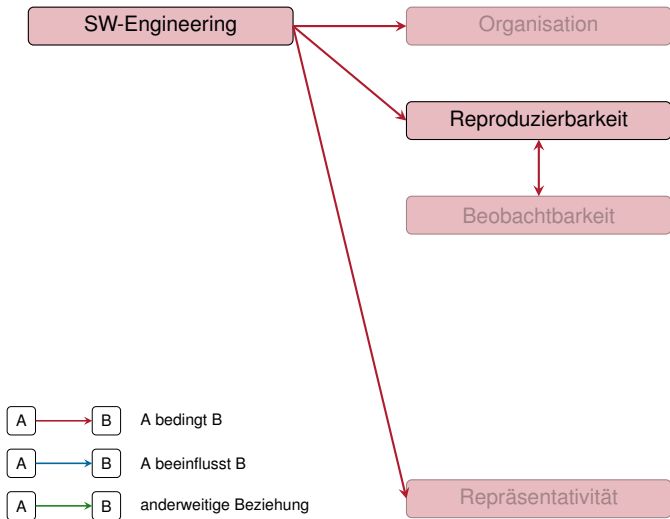 SW-Engineering
Organisation
Reproduzierbarkeit
Beobachtbarkeit
A B A bedingt B
A B A beeinflusst B
A B anderweitige Beziehung
Repräsentativität